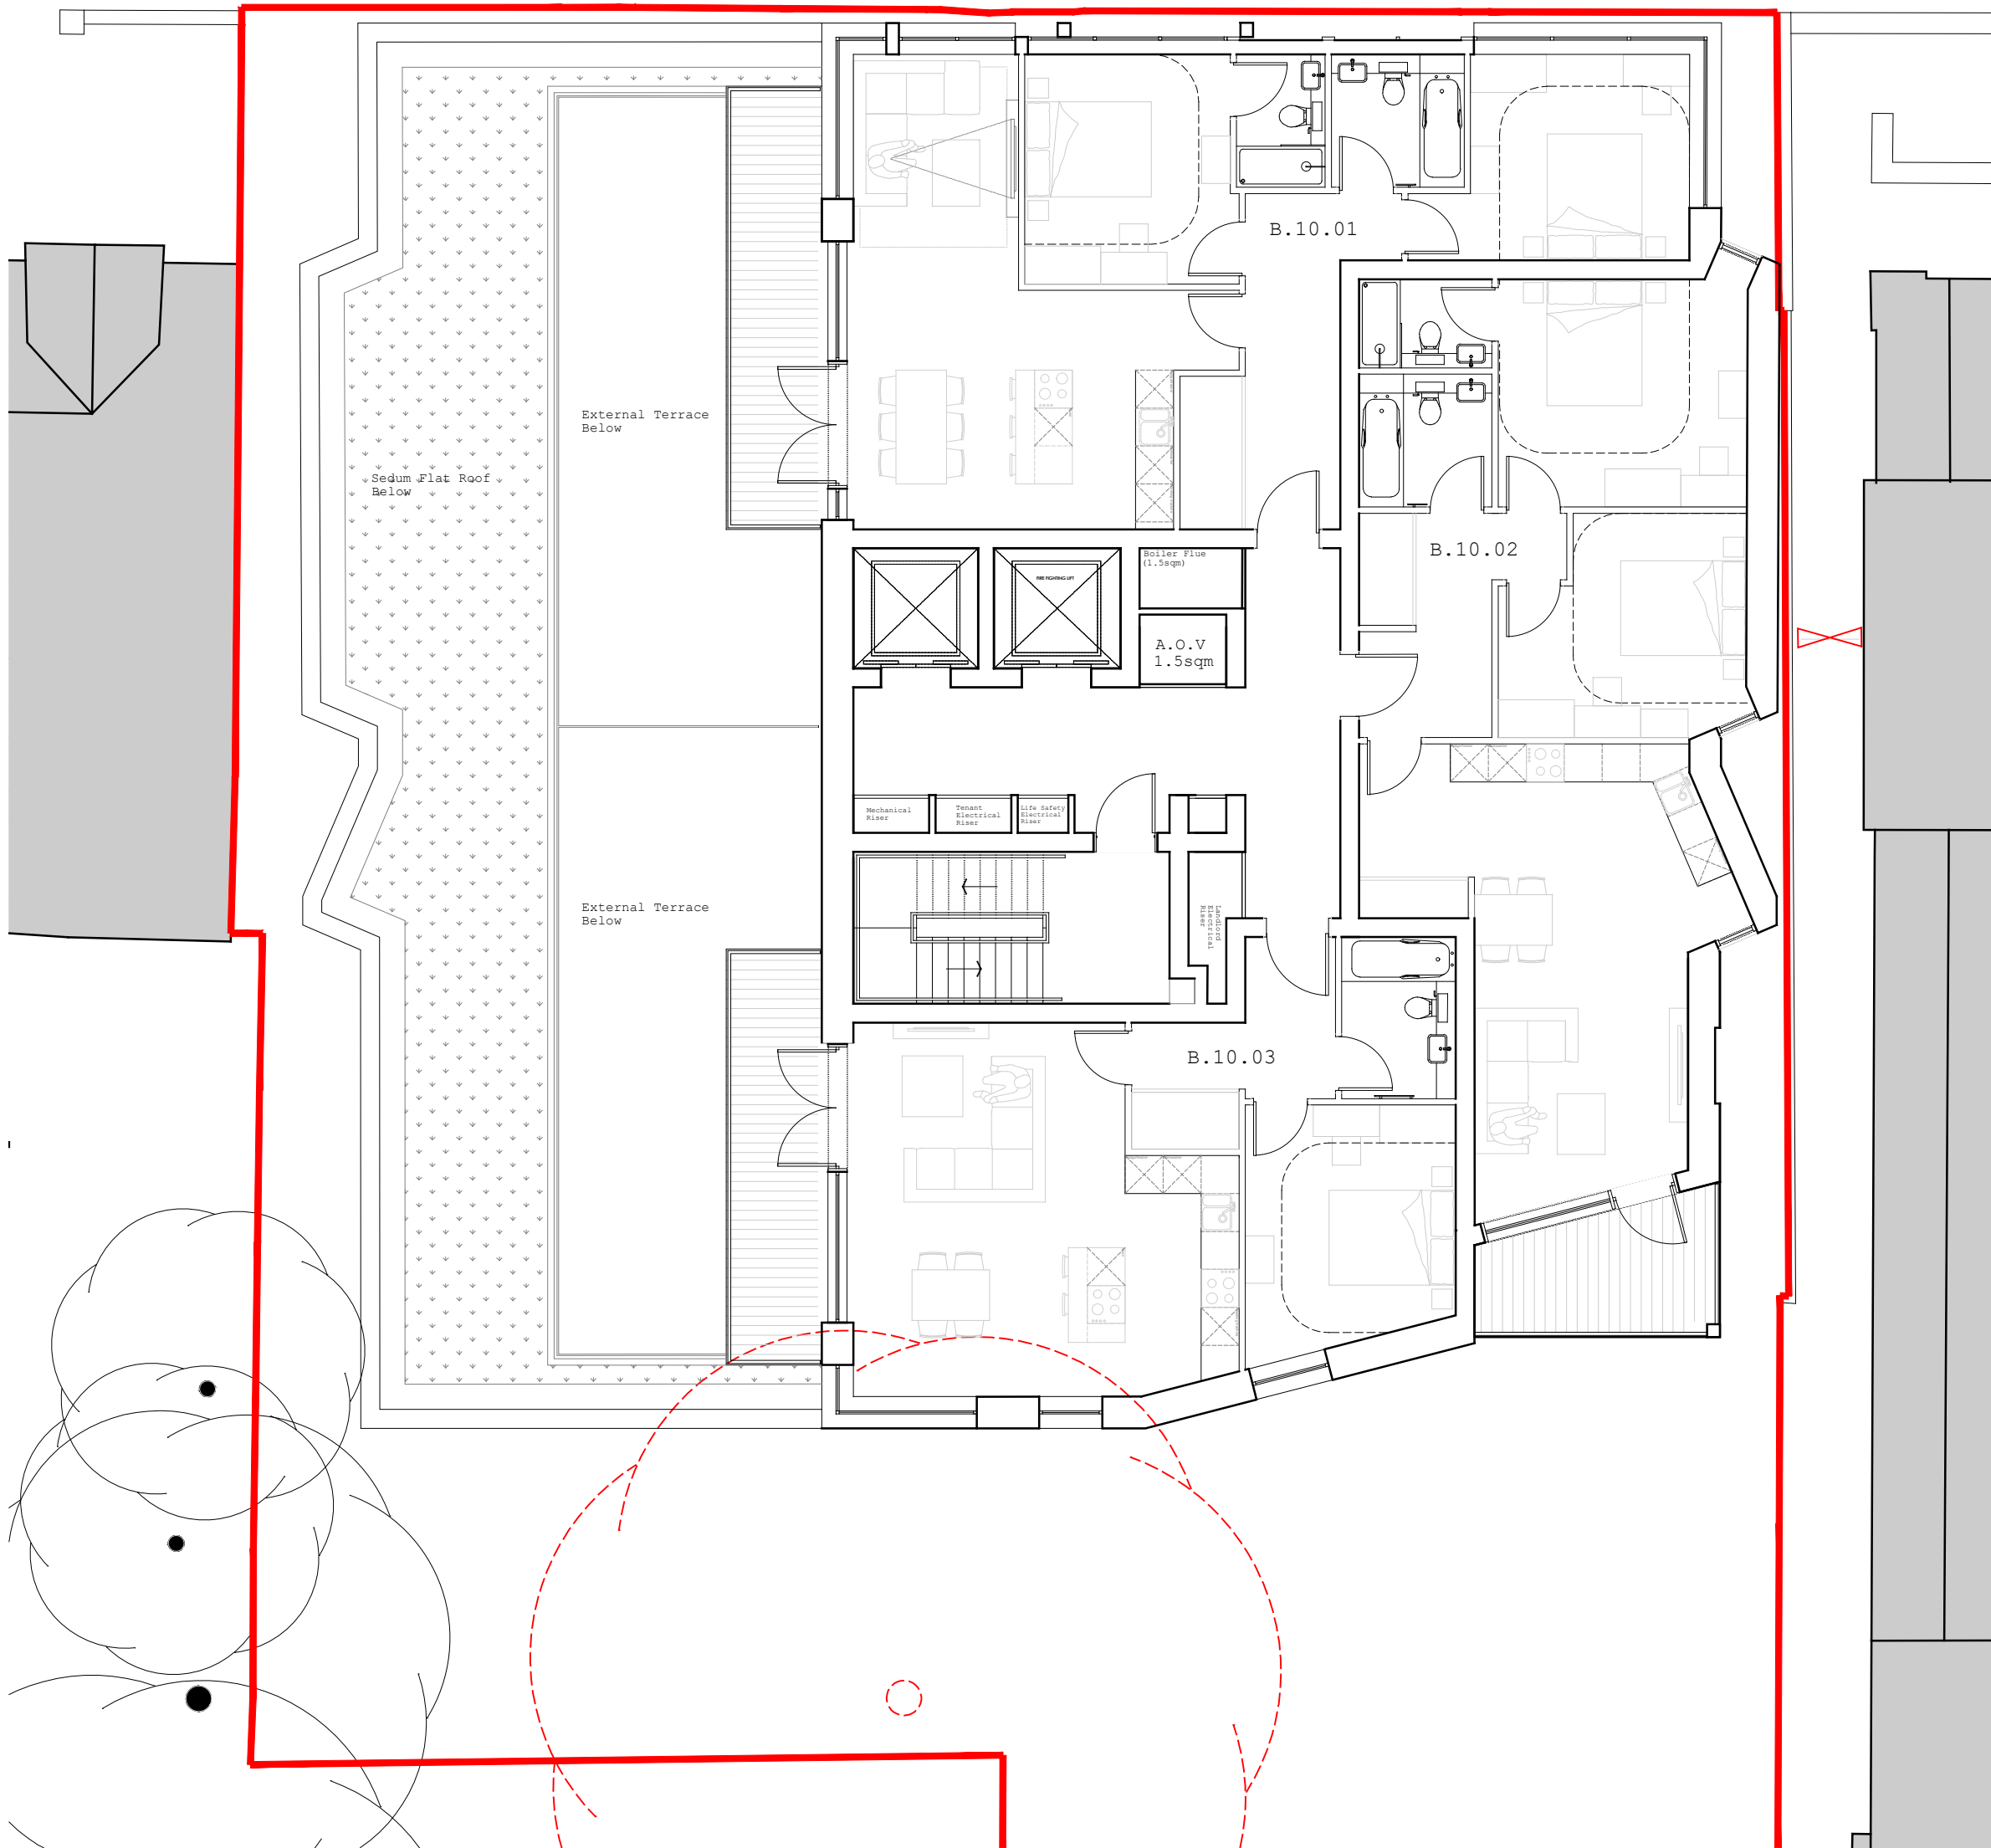 B.10.01
External Terrace
Below
Sedum Flat Roof
Below
B.10.02
Boiler Flue
(1.5sqm)
FIRE FIGHTING LIFT
A.O.V
1.5sqm
Mechanical
Riser
Tenant
Electrical
Riser
Life Safety
Electrical
Riser
External Terrace
Below
Landlord
Electrical
Riser
B.10.03